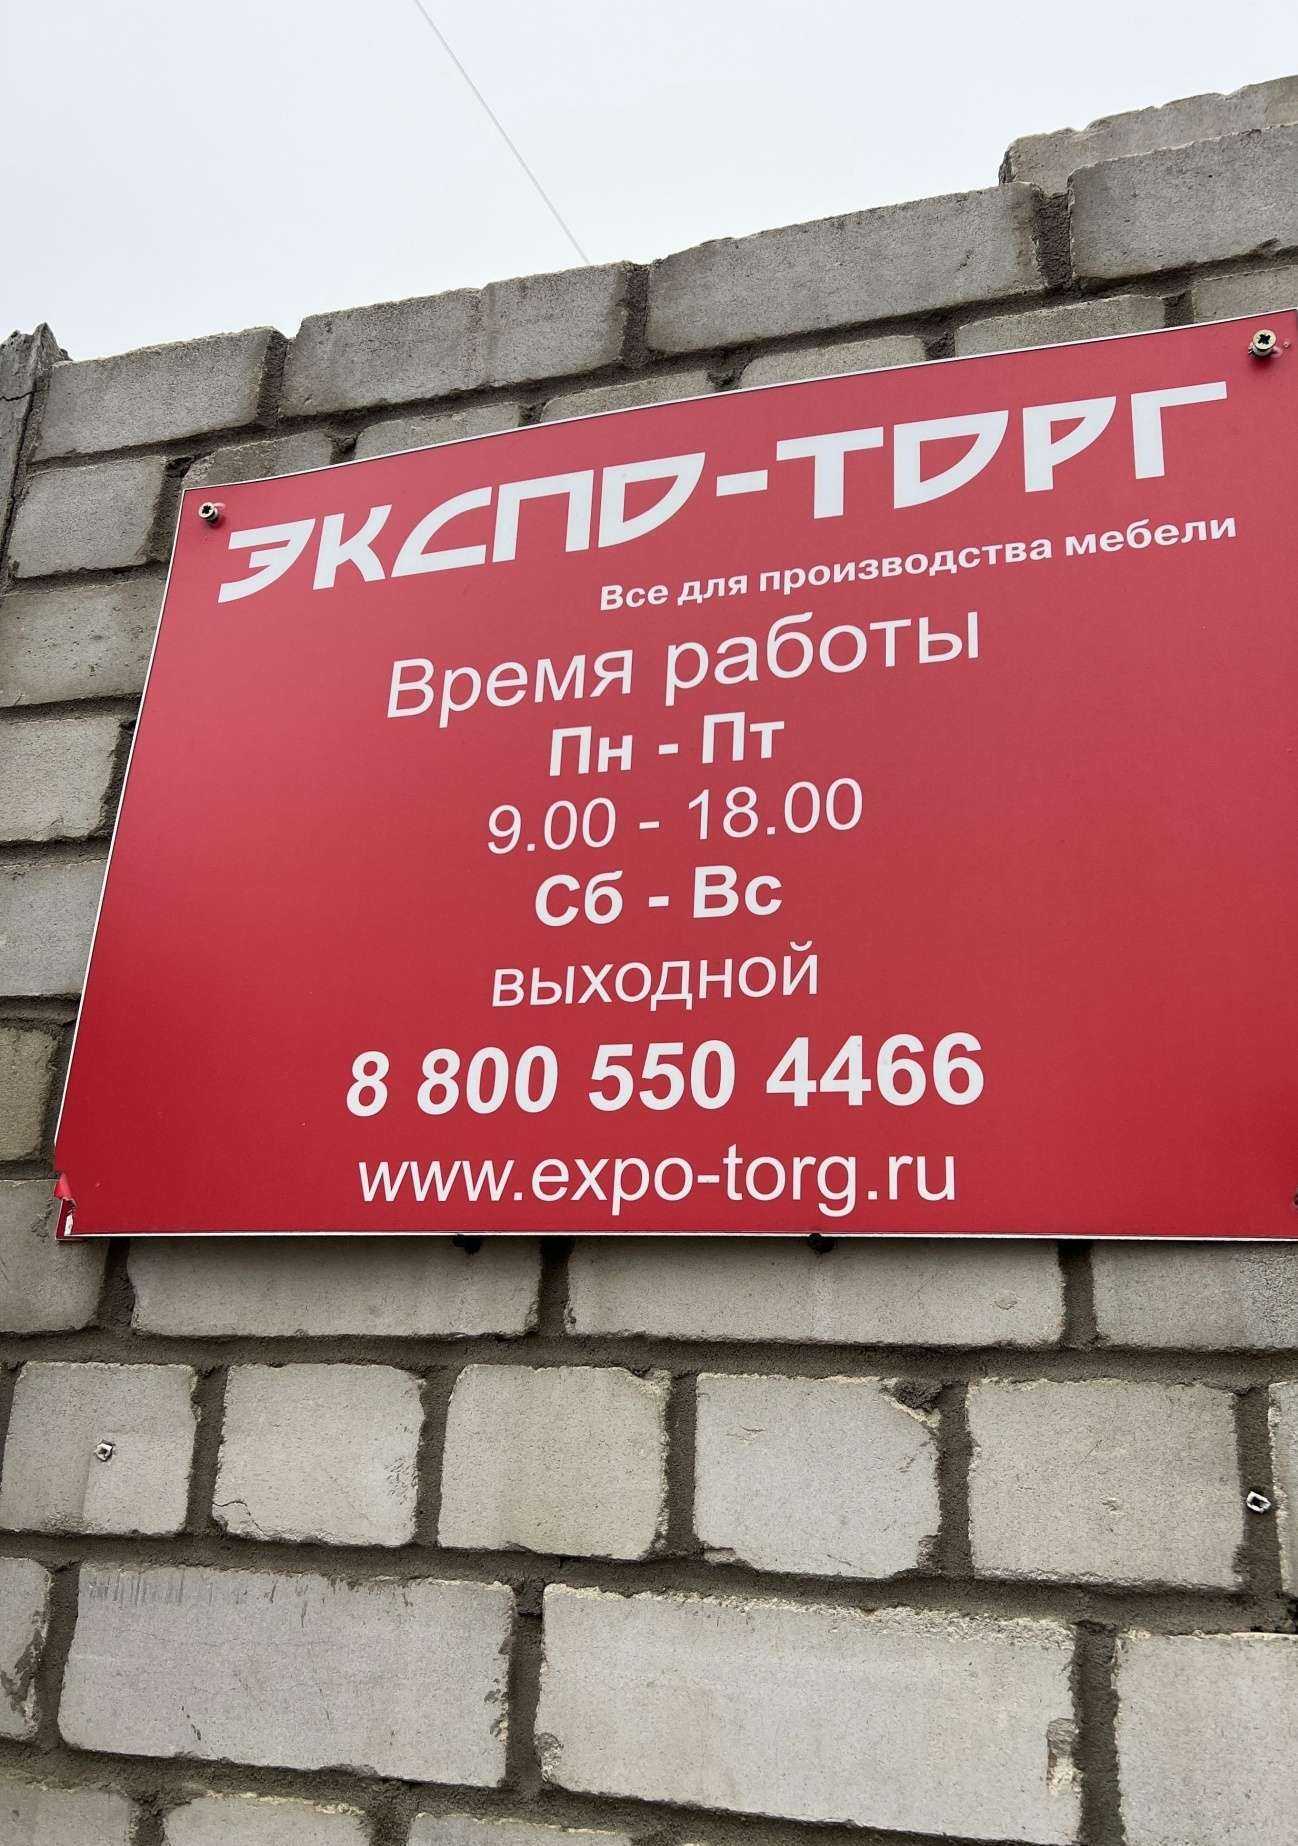 ЭКСПО-ТОРГ
Все для производства мебели
Время работы
Пн - Пт
9.00 - 18.00
Сб - Вс
выходной
8 800 550 4466
www.expo-torg.ru